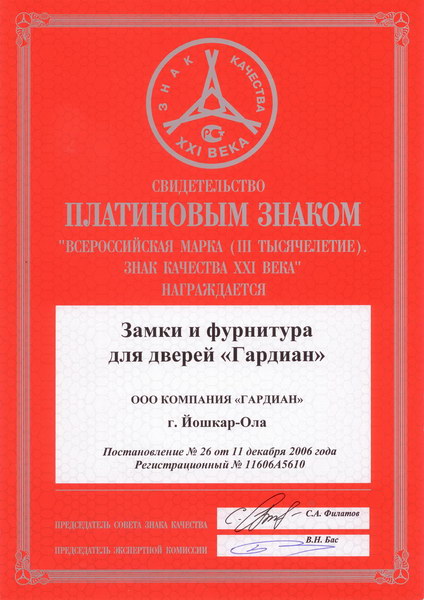 ЗНАК КАЧЕСТВА
XXI ВЕКА
РСТ
СВИДЕТЕЛЬСТВО
ПЛАТИНОВЫМ ЗНАКОМ
"ВСЕРОССИЙСКАЯ МАРКА (III ТЫСЯЧЕЛЕТИЕ).
ЗНАК КАЧЕСТВА XXI ВЕКА"
НАГРАЖДАЕТСЯ
Замки и фурнитура
для дверей «Гардиан»
ООО КОМПАНИЯ «ГАРДИАН»
г. Йошкар-Ола
Постановление № 26 от 11 декабря 2006 года
Регистрационный № 11606А5610
ПРЕДСЕДАТЕЛЬ СОВЕТА ЗНАКА КАЧЕСТВА
С.А. Филатов
ПРЕДСЕДАТЕЛЬ ЭКСПЕРТНОЙ КОМИССИИ
В.Н. Бас